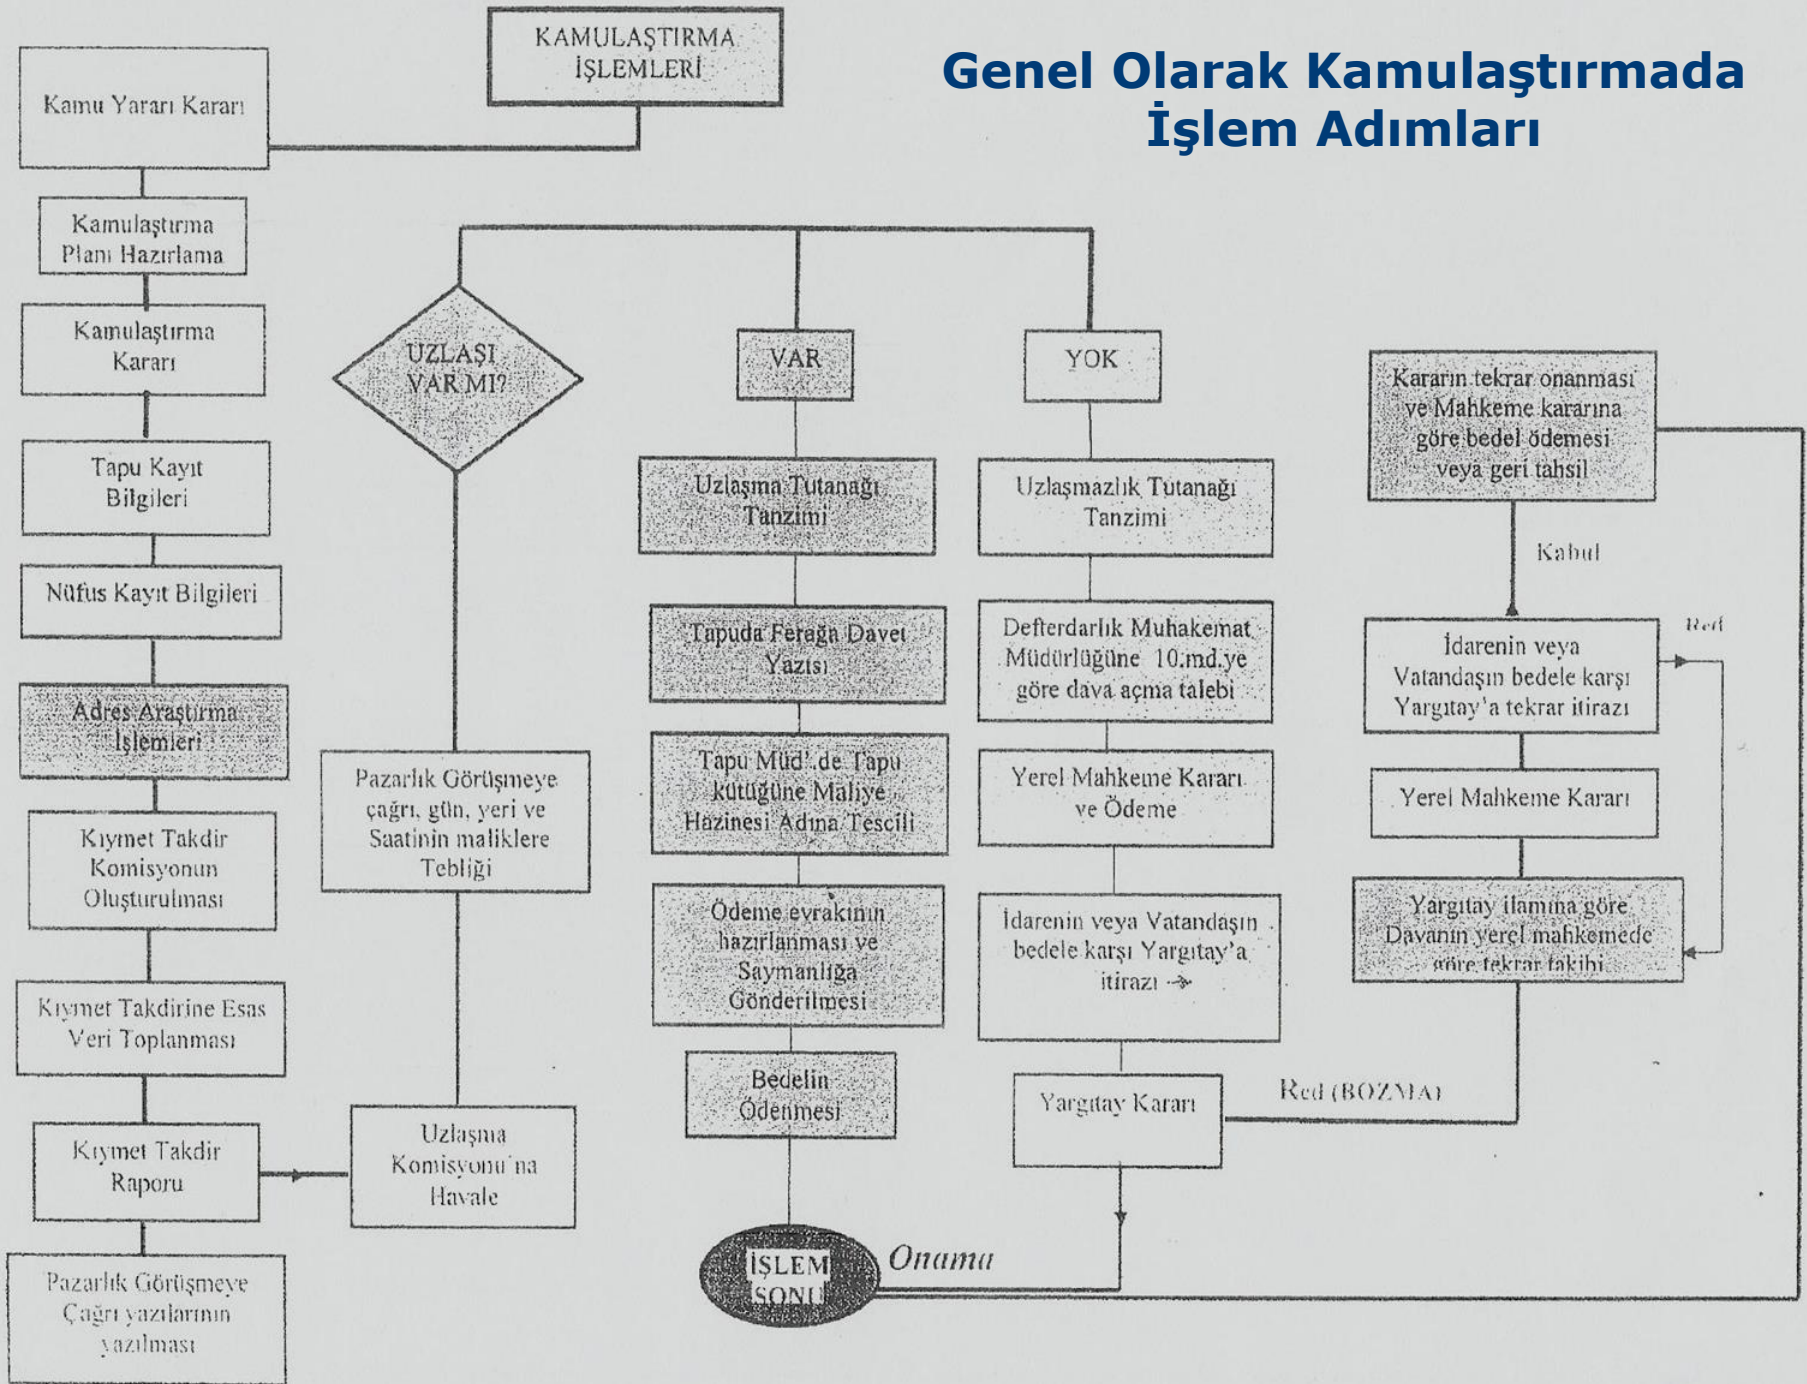 Genel Olarak Kamulaştırmada
İşlem Adımları
KAMULAŞTIRMA
İŞLEMLERİ
Kamu Yararı Kararı
Kamulaştırma
Planı Hazırlama
Kamulaştırma
Kararı
Tapu Kayıt
Bilgileri
Nüfus Kayıt Bilgileri
Adres Araştırma
İşlemleri
Kıymet Takdir
Komisyonun
Oluşturulması
Kıymet Takdirine Esas
Veri Toplanması
Kıymet Takdir
Raporu
Pazarlık Görüşmeye
Çağrı yazılarının
yazılması
UZLAŞI
VAR MI?
Pazarlık Görüşmeye
çağrı, gün, yeri ve
Saatinin maliklere
Tebliği
Uzlaşma
Komisyonu'na
Havale
VAR
Uzlaşma Tutanağı
Tanzimi
Tapuda Ferağa Davet
Yazısı
Tapu Müd'.de Tapu
kütüğüne Maliye
Hazinesi Adına Tescili
Ödeme evrakının
hazırlanması ve
Saymanlığa
Gönderilmesi
Bedelin
Ödenmesi
İŞLEM
SONU
YOK
Uzlaşmazlık Tutanağı
Tanzimi
Defterdarlık Muhakemat
Müdürlüğüne 10.md.ye
göre dava açma talebi
Yerel Mahkeme Kararı
ve Ödeme
İdarenin veya Vatandaşın
bedele karşı Yargıtay'a
itirazı →
Yargıtay Kararı
Onama
Red (BOZMA)
Kararın tekrar onanması
ve Mahkeme kararına
göre bedel ödemesi
veya geri tahsil
Kabul
Red
İdarenin veya
Vatandaşın bedele karşı
Yargıtay'a tekrar itirazı
Yerel Mahkeme Kararı
Yargıtay ilamına göre
Davanın yerel mahkemede
göre tekrar takibi